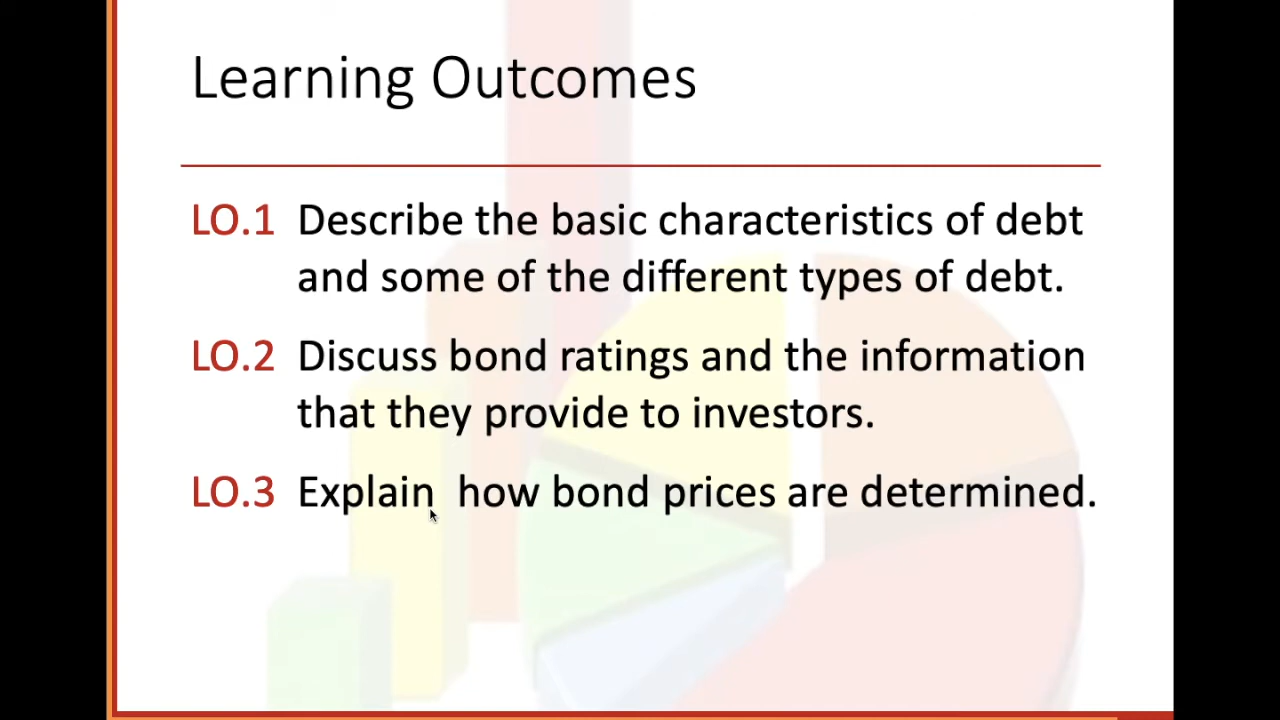 Learning Outcomes
LO.1 Describe the basic characteristics of debt
and some of the different types of debt.
LO.2 Discuss bond ratings and the information
that they provide to investors.
LO.3 Explain  how bond prices are determined.